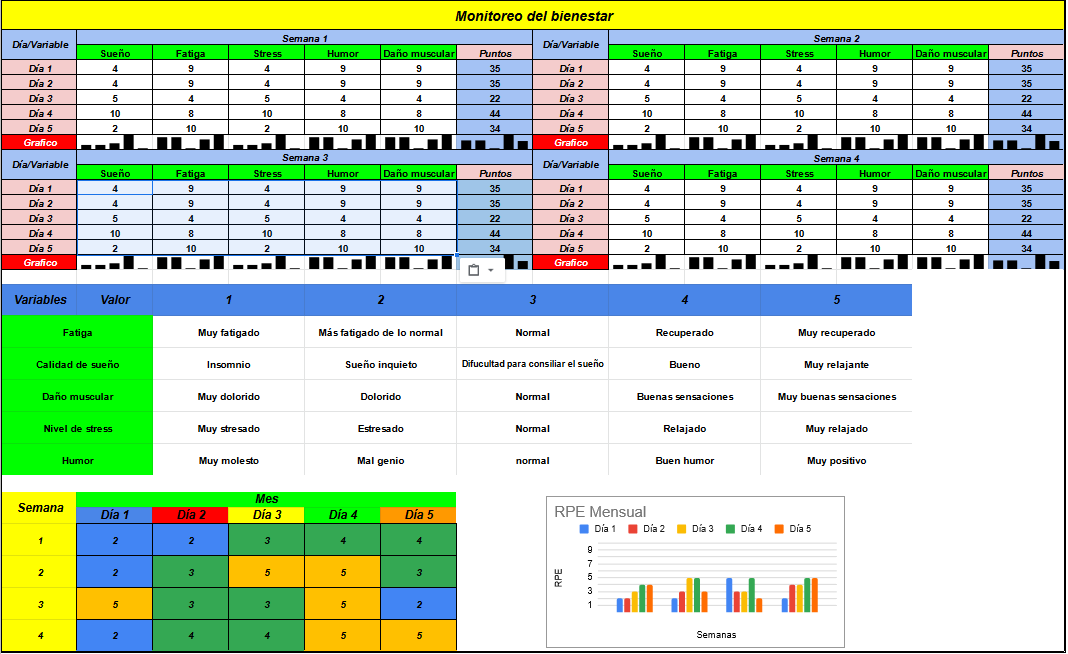 Monitoreo del bienestar
Día/Variable Semana 1 Día/Variable Semana 2
Sueño Fatiga Stress Humor Daño muscular Puntos Sueño Fatiga Stress Humor Daño muscular Puntos
Día 1 4 9 4 9 9 35 Día 1 4 9 4 9 9 35
Día 2 4 9 4 9 9 35 Día 2 4 9 4 9 9 35
Día 3 5 4 5 4 4 22 Día 3 5 4 5 4 4 22
Día 4 10 8 10 8 8 44 Día 4 10 8 10 8 8 44
Día 5 2 10 2 10 10 34 Día 5 2 10 2 10 10 34
Grafico Grafico
Día/Variable Semana 3 Día/Variable Semana 4
Sueño Fatiga Stress Humor Daño muscular Puntos Sueño Fatiga Stress Humor Daño muscular Puntos
Día 1 4 9 4 9 9 35 Día 1 4 9 4 9 9 35
Día 2 4 9 4 9 9 35 Día 2 4 9 4 9 9 35
Día 3 5 4 5 4 4 22 Día 3 5 4 5 4 4 22
Día 4 10 8 10 8 8 44 Día 4 10 8 10 8 8 44
Día 5 2 10 2 10 10 34 Día 5 2 10 2 10 10 34
Grafico Grafico
Variables Valor 1 2 3 4 5
Fatiga Muy fatigado Más fatigado de lo normal Normal Recuperado Muy recuperado
Calidad de sueño Insomnio Sueño inquieto Difucultad para consiliar el sueño Bueno Muy relajante
Daño muscular Muy dolorido Dolorido Normal Buenas sensaciones Muy buenas sensaciones
Nivel de stress Muy stresado Estresado Normal Relajado Muy relajado
Humor Muy molesto Mal genio normal Buen humor Muy positivo
Semana Mes
Día 1 Día 2 Día 3 Día 4 Día 5
1 2 2 3 4 4
2 2 3 5 5 3
3 5 3 3 5 2
4 2 4 4 5 5
RPE Mensual
Día 1 Día 2 Día 3 Día 4 Día 5
9
7
5
3
1
RPE
Semanas